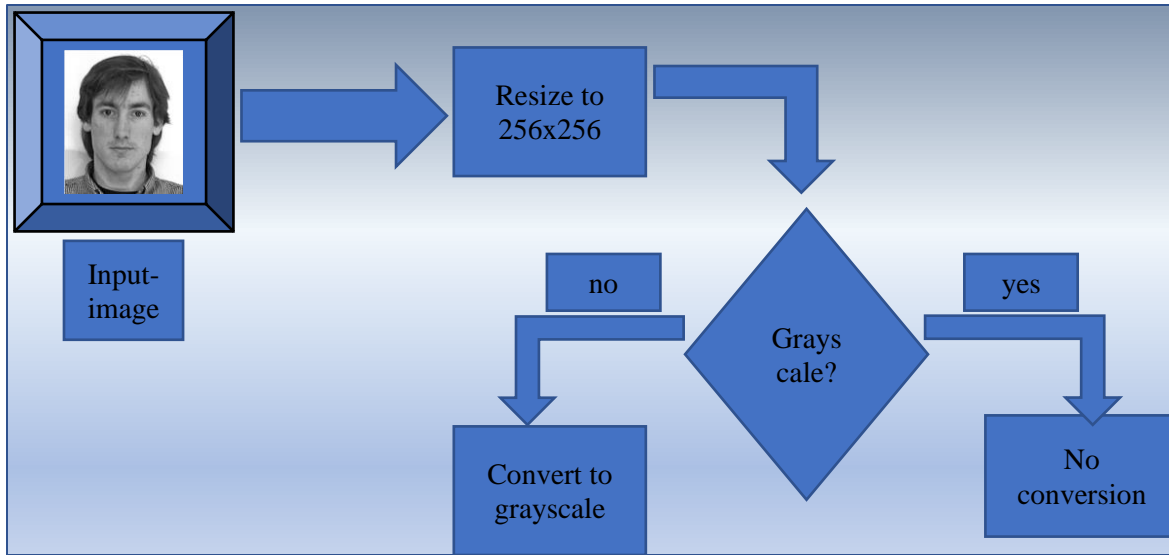 Resize to
256x256
Input-
image
no
yes
Grays
cale?
Convert to
grayscale
No
conversion